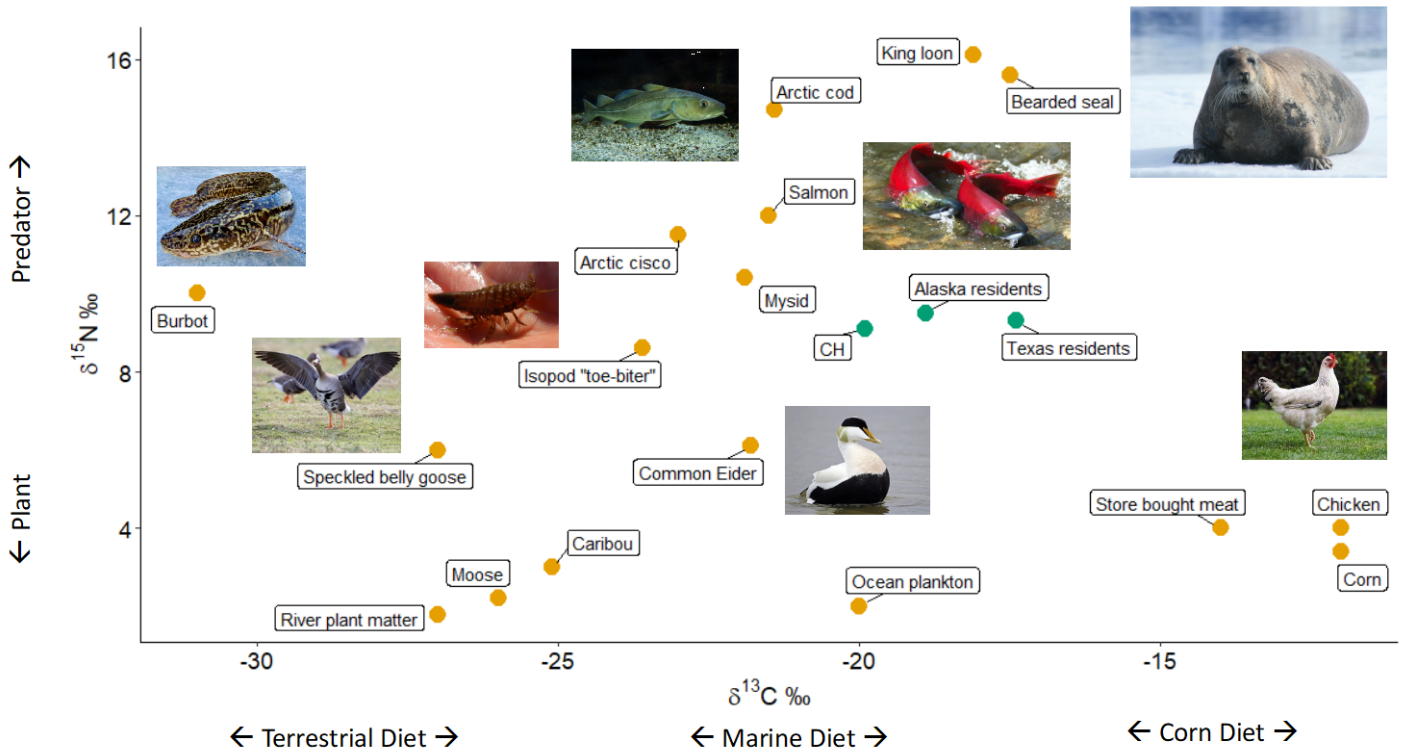 16
12
8
4
Predator →
← Plant
δ¹⁵N ‰
King loon
Arctic cod
Bearded seal
Salmon
Arctic cisco
Mysid
Alaska residents
Burbot
CH
Texas residents
Isopod "toe-biter"
Speckled belly goose
Common Eider
Store bought meat
Chicken
Caribou
Moose
Ocean plankton
Corn
River plant matter
-30
-25
-20
-15
δ¹³C ‰
← Terrestrial Diet →
← Marine Diet →
← Corn Diet →